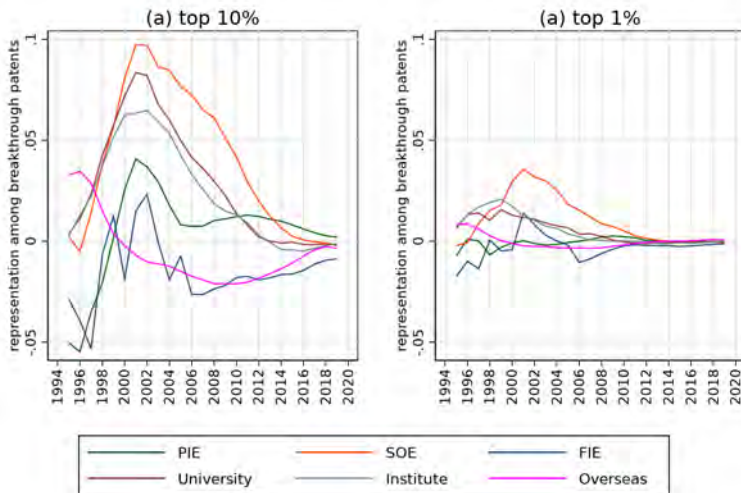 (a) top 10%
(a) top 1%
representation among breakthrough patents
.1
.05
0
-.05
1994 1996 1998 2000 2002 2004 2006 2008 2010 2012 2014 2016 2018 2020
representation among breakthrough patents
.1
.05
0
-.05
1994 1996 1998 2000 2002 2004 2006 2008 2010 2012 2014 2016 2018 2020
PIE SOE FIE
University Institute Overseas